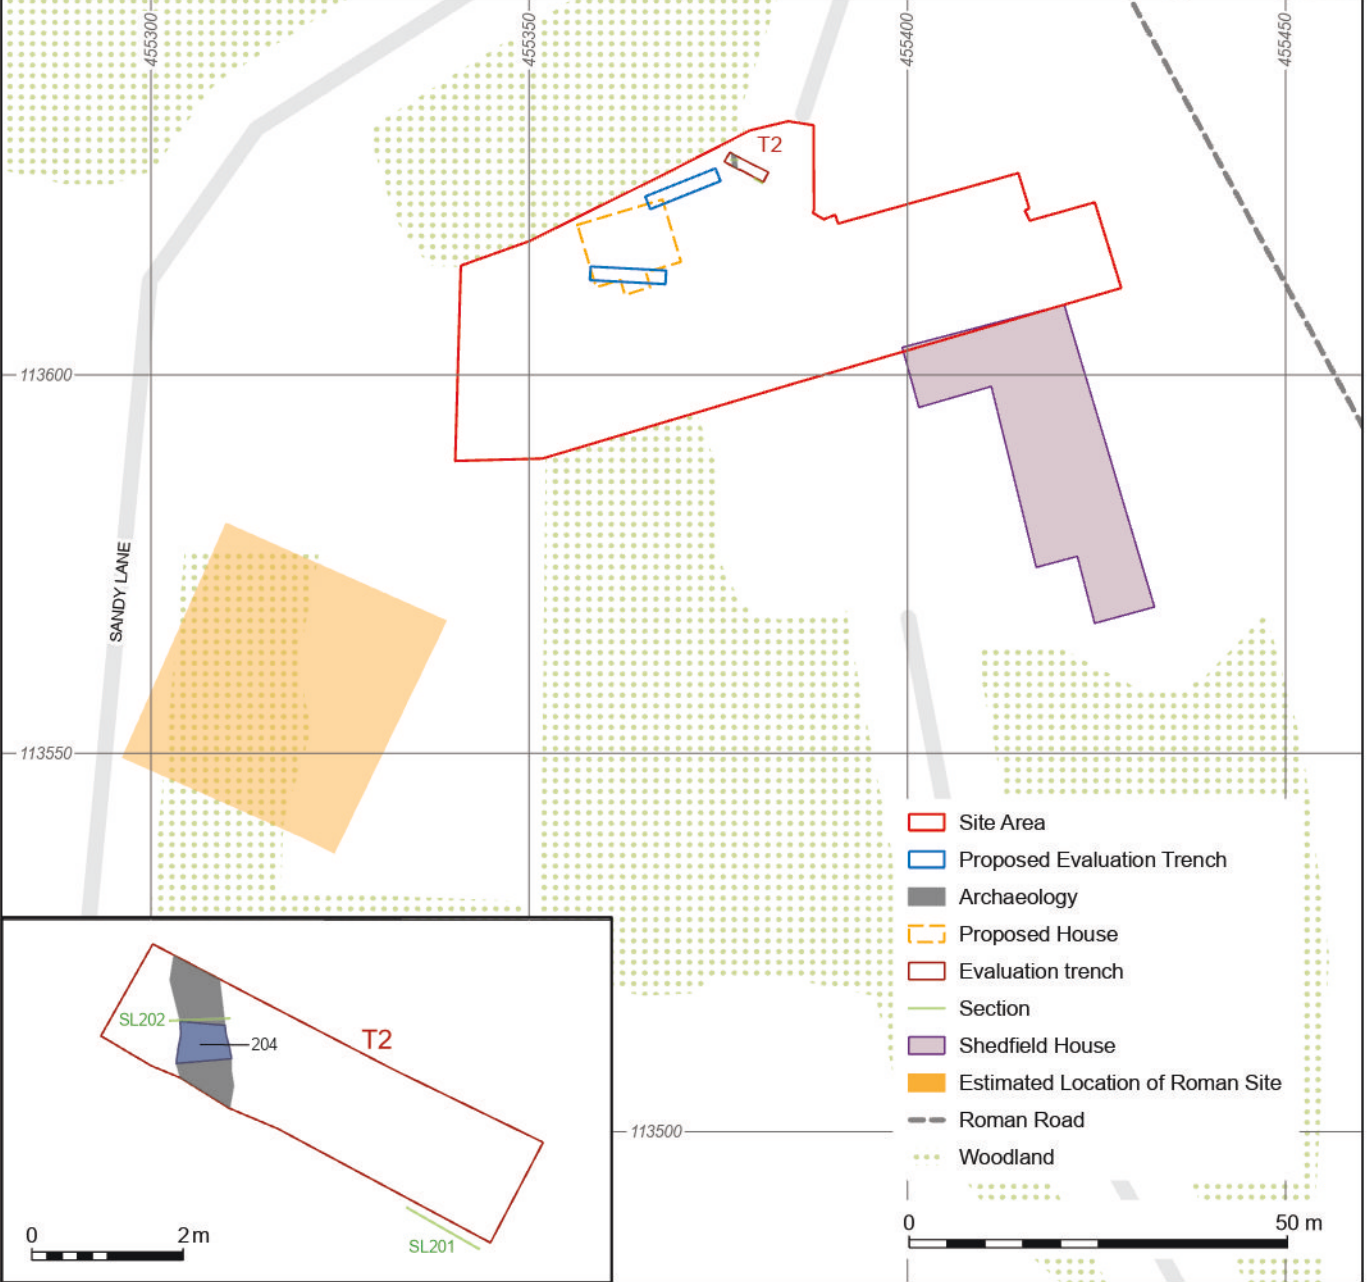 455300
455350
455400
455450
T2
113600
SANDY LANE
113550
Site Area
Proposed Evaluation Trench
Archaeology
Proposed House
Evaluation trench
Section
Shedfield House
Estimated Location of Roman Site
Roman Road
Woodland
113500
0 50 m
SL202
204
T2
SL201
0 2m